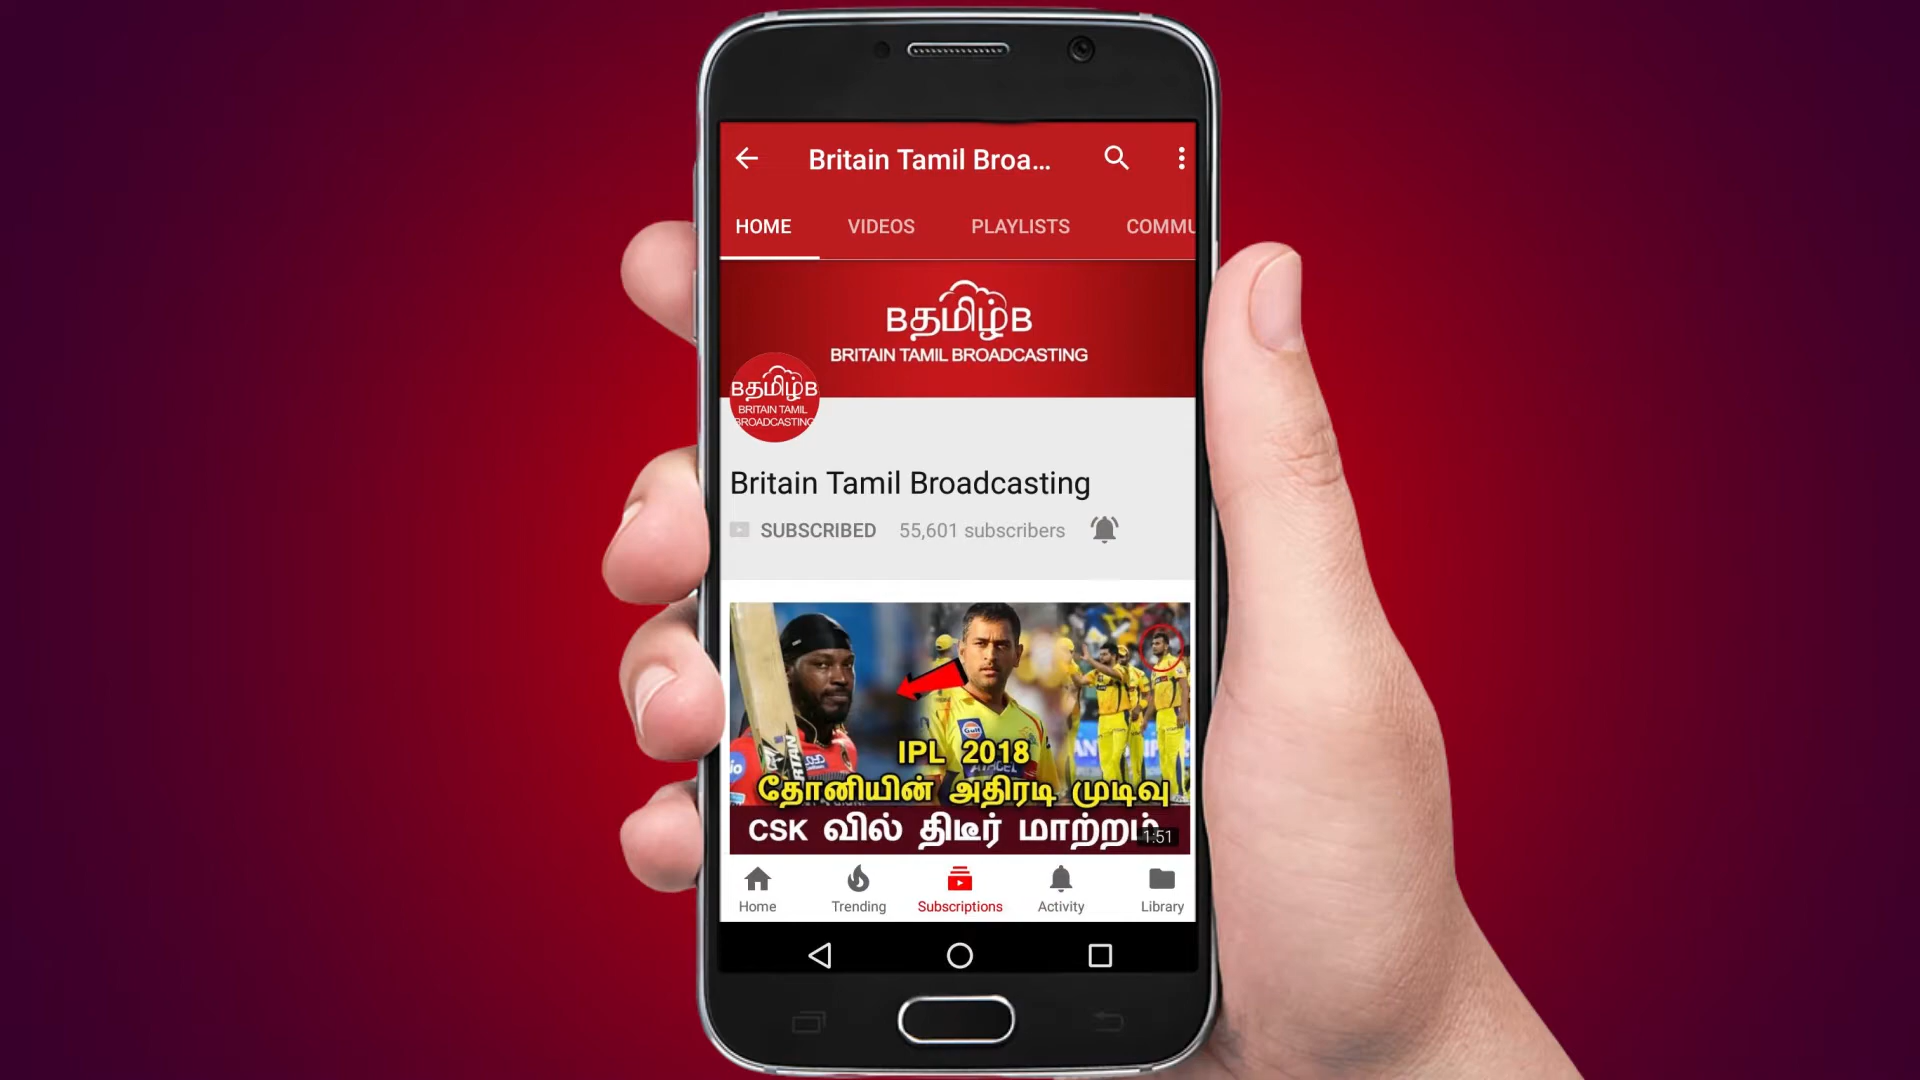 Britain Tamil Broa...
HOME VIDEOS PLAYLISTS COMMU
Bதமிழ்B
BRITAIN TAMIL BROADCASTING
Bதமிழ்B
BRITAIN TAMIL
BROADCASTING
Britain Tamil Broadcasting
SUBSCRIBED 55,601 subscribers
Gulf
IPL 2018
தோனியின் அதிரடி முடிவு
CSK வில் திடீர் மாற்றம்
1:51
Home Trending Subscriptions Activity Library